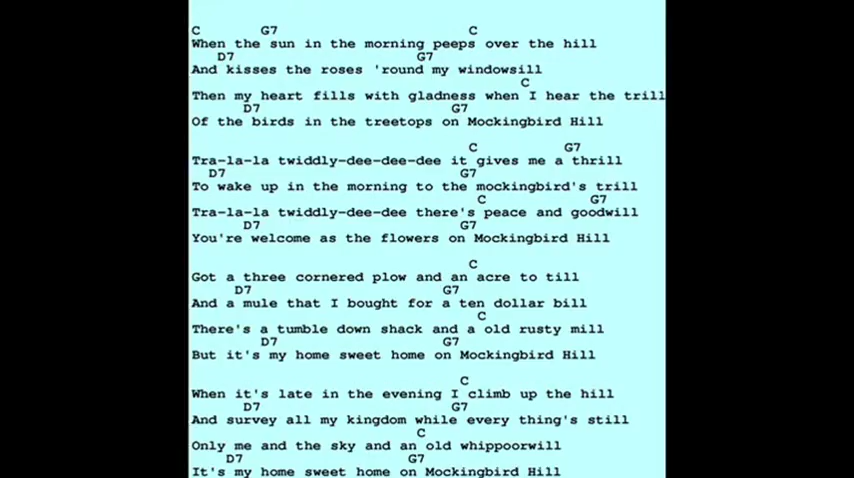 C G7 C
When the sun in the morning peeps over the hill
D7 G7
And kisses the roses 'round my windowsill
C
Then my heart fills with gladness when I hear the trill
D7 G7
Of the birds in the treetops on Mockingbird Hill
C G7
Tra-la-la twiddly-dee-dee-dee it gives me a thrill
D7 G7
To wake up in the morning to the mockingbird's trill
C G7
Tra-la-la twiddly-dee-dee there's peace and goodwill
D7 G7
You're welcome as the flowers on Mockingbird Hill
C
Got a three cornered plow and an acre to till
D7 G7
And a mule that I bought for a ten dollar bill
C
There's a tumble down shack and a old rusty mill
D7 G7
But it's my home sweet home on Mockingbird Hill
C
When it's late in the evening I climb up the hill
D7 G7
And survey all my kingdom while every thing's still
C
Only me and the sky and an old whippoorwill
D7 G7
It's my home sweet home on Mockingbird Hill